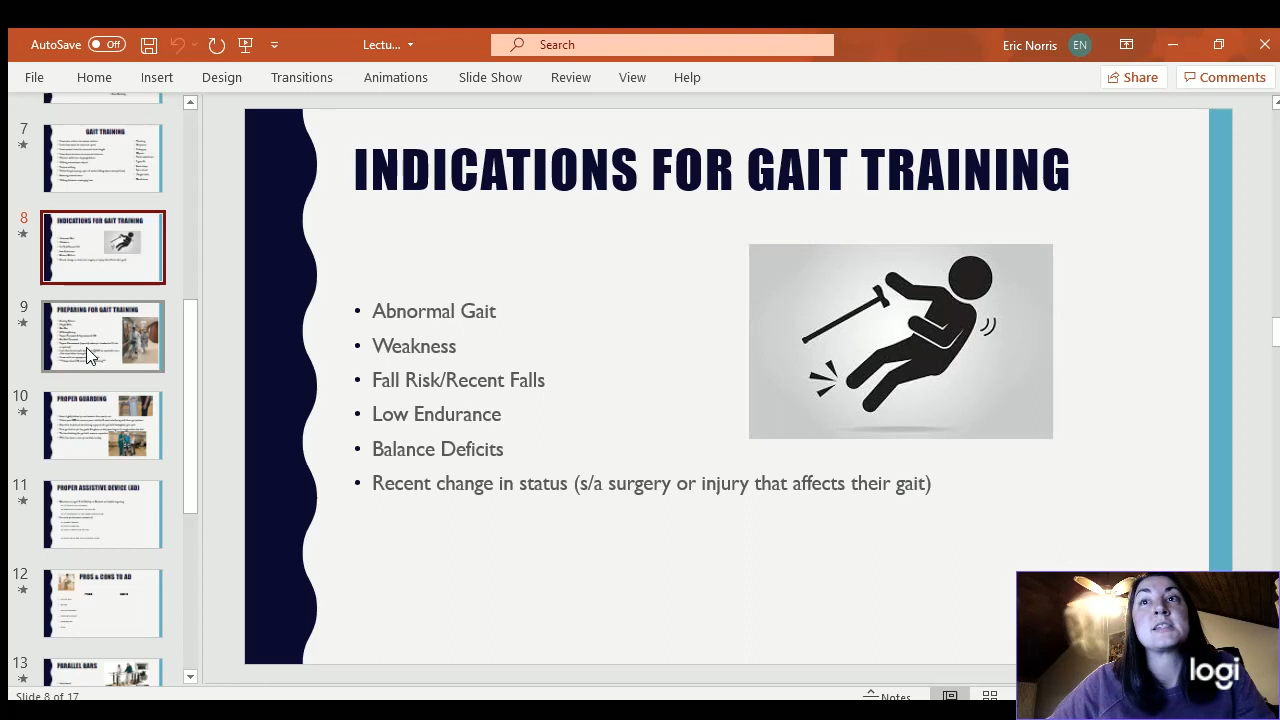 AutoSave Off Lectu... Search Eric Norris EN
File Home Insert Design Transitions Animations Slide Show Review View Help Share Comments
7
GAIT TRAINING
8
INDICATIONS FOR GAIT TRAINING
9
PREPARING FOR GAIT TRAINING
10
PROPER GUARDING
11
PROPER ASSISTIVE DEVICE (AD)
12
PROS & CONS TO AD
13
PARALLEL BARS
INDICATIONS FOR GAIT TRAINING
• Abnormal Gait
• Weakness
• Fall Risk/Recent Falls
• Low Endurance
• Balance Deficits
• Recent change in status (s/a surgery or injury that affects their gait)
logi
Slide 8 of 17 Notes